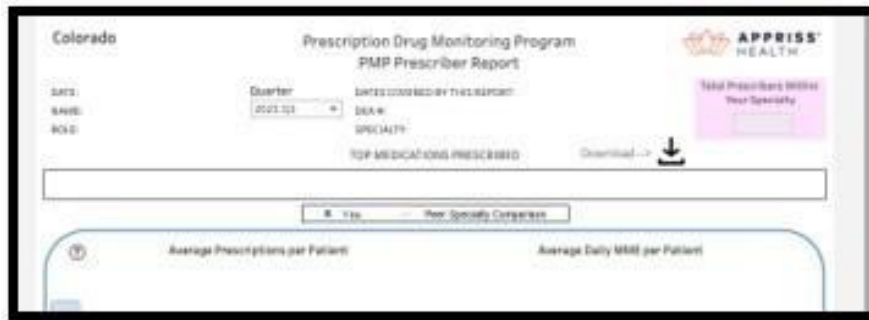 Colorado
Prescription Drug Monitoring Program
PMP Prescriber Report
APPRISS
HEALTH
DATE:
NAME:
ROLE:
Quarter
DATES COVERED BY THIS REPORT:
DEA #:
SPECIALTY:
Total Prescribers Within
Your Specialty
TOP MEDICATIONS PRESCRIBED
Download -->
You
Peer Specialty Comparison
?
Average Prescriptions per Patient
Average Daily MME per Patient